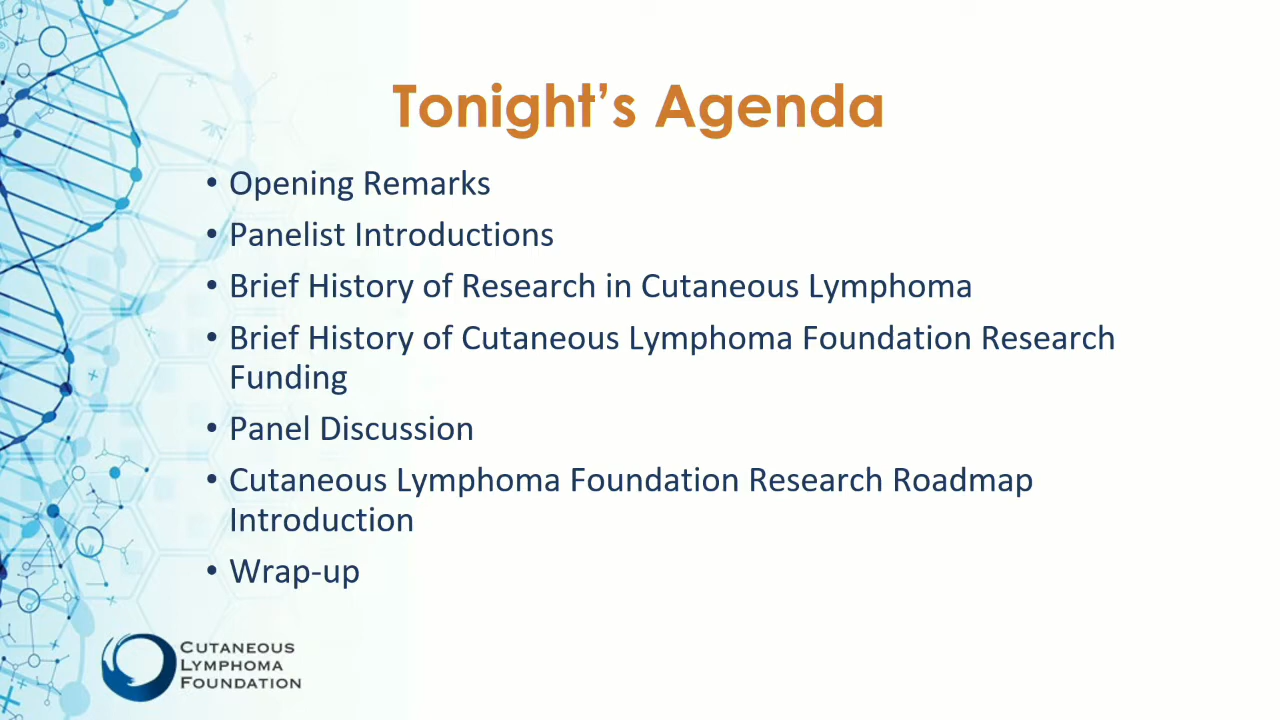 Tonight's Agenda
• Opening Remarks
• Panelist Introductions
• Brief History of Research in Cutaneous Lymphoma
• Brief History of Cutaneous Lymphoma Foundation Research
Funding
• Panel Discussion
• Cutaneous Lymphoma Foundation Research Roadmap
Introduction
• Wrap-up
CUTANEOUS
LYMPHOMA
FOUNDATION